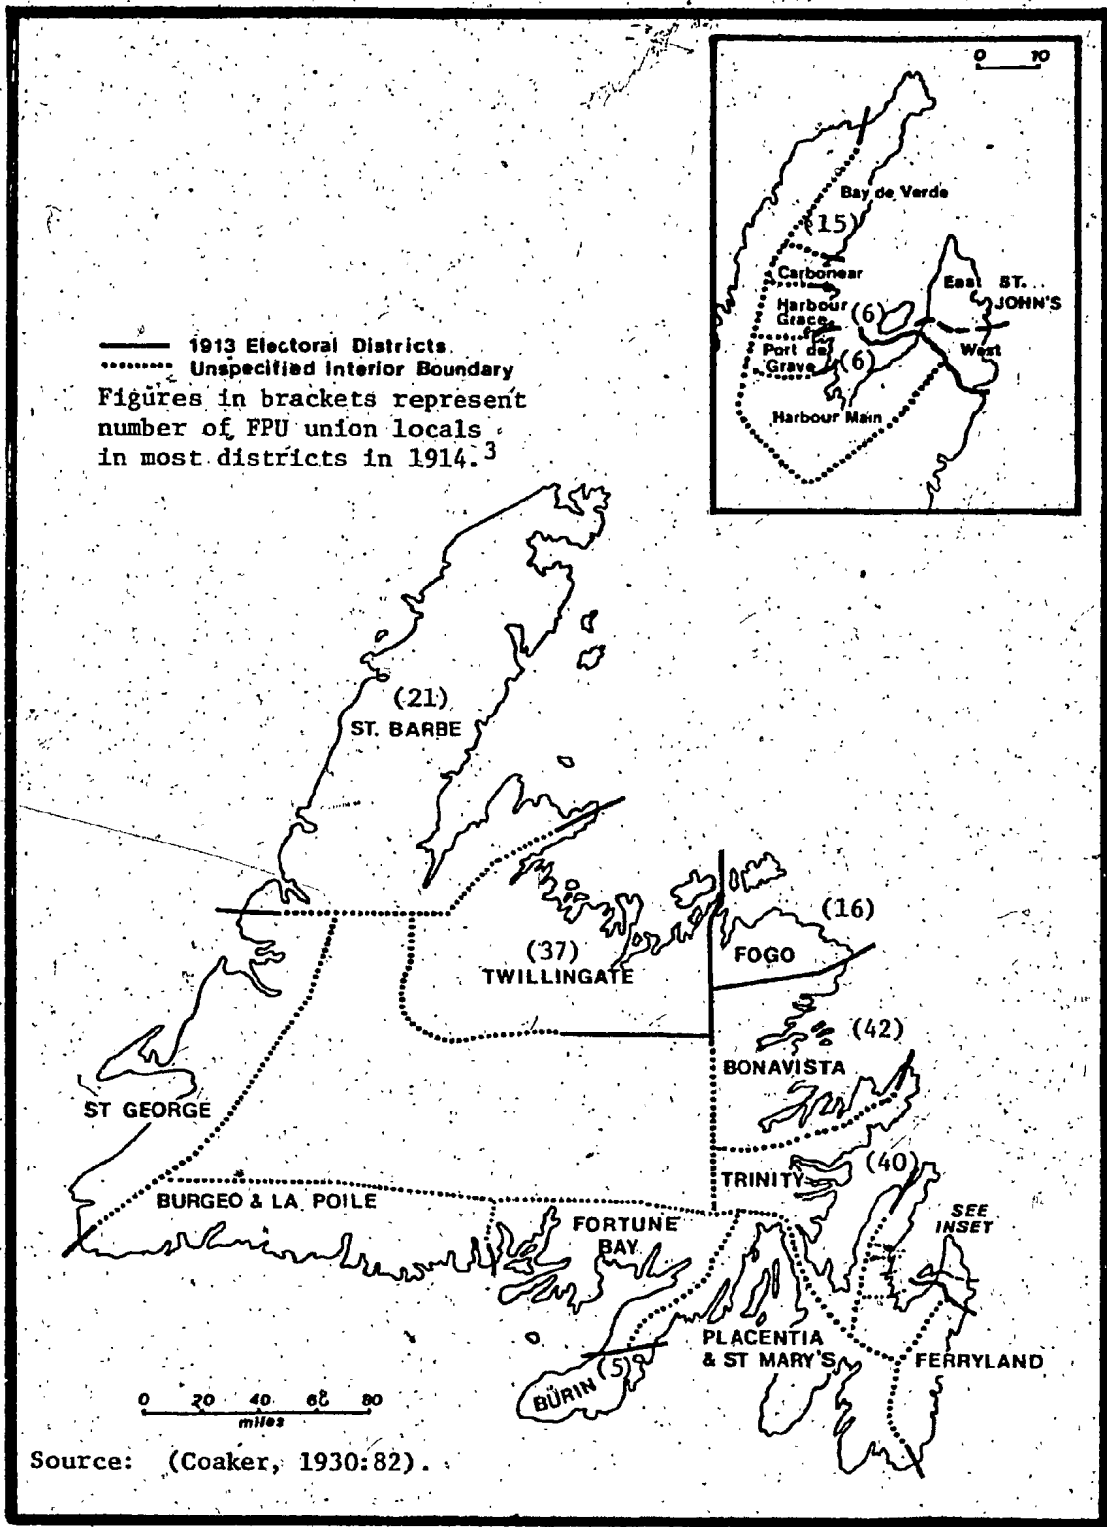 0 10
Bay de Verde
(15)
Carbonear
East ST.
JOHN'S
Harbour
Grace
(6)
Port de
Grave
(6)
West
Harbour Main
1913 Electoral Districts
Unspecified Interior Boundary
Figures in brackets represent
number of FPU union locals
in most districts in 1914.3
(21)
ST. BARBE
(16)
FOGO
(37)
TWILLINGATE
(42)
BONAVISTA
ST GEORGE
(40)
TRINITY
BURGEO & LA POILE
SEE
INSET
FORTUNE
BAY
PLACENTIA
& ST MARY'S
FERRYLAND
(5)
BURIN
0 20 40 60 80
miles
Source: (Coaker, 1930:82).